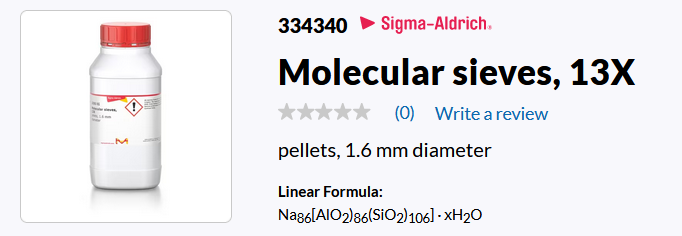 334340 Sigma-Aldrich®
Molecular sieves, 13X
(0) Write a review
pellets, 1.6 mm diameter
Linear Formula:
Na86[AlO2)86(SiO2)106] · xH2O